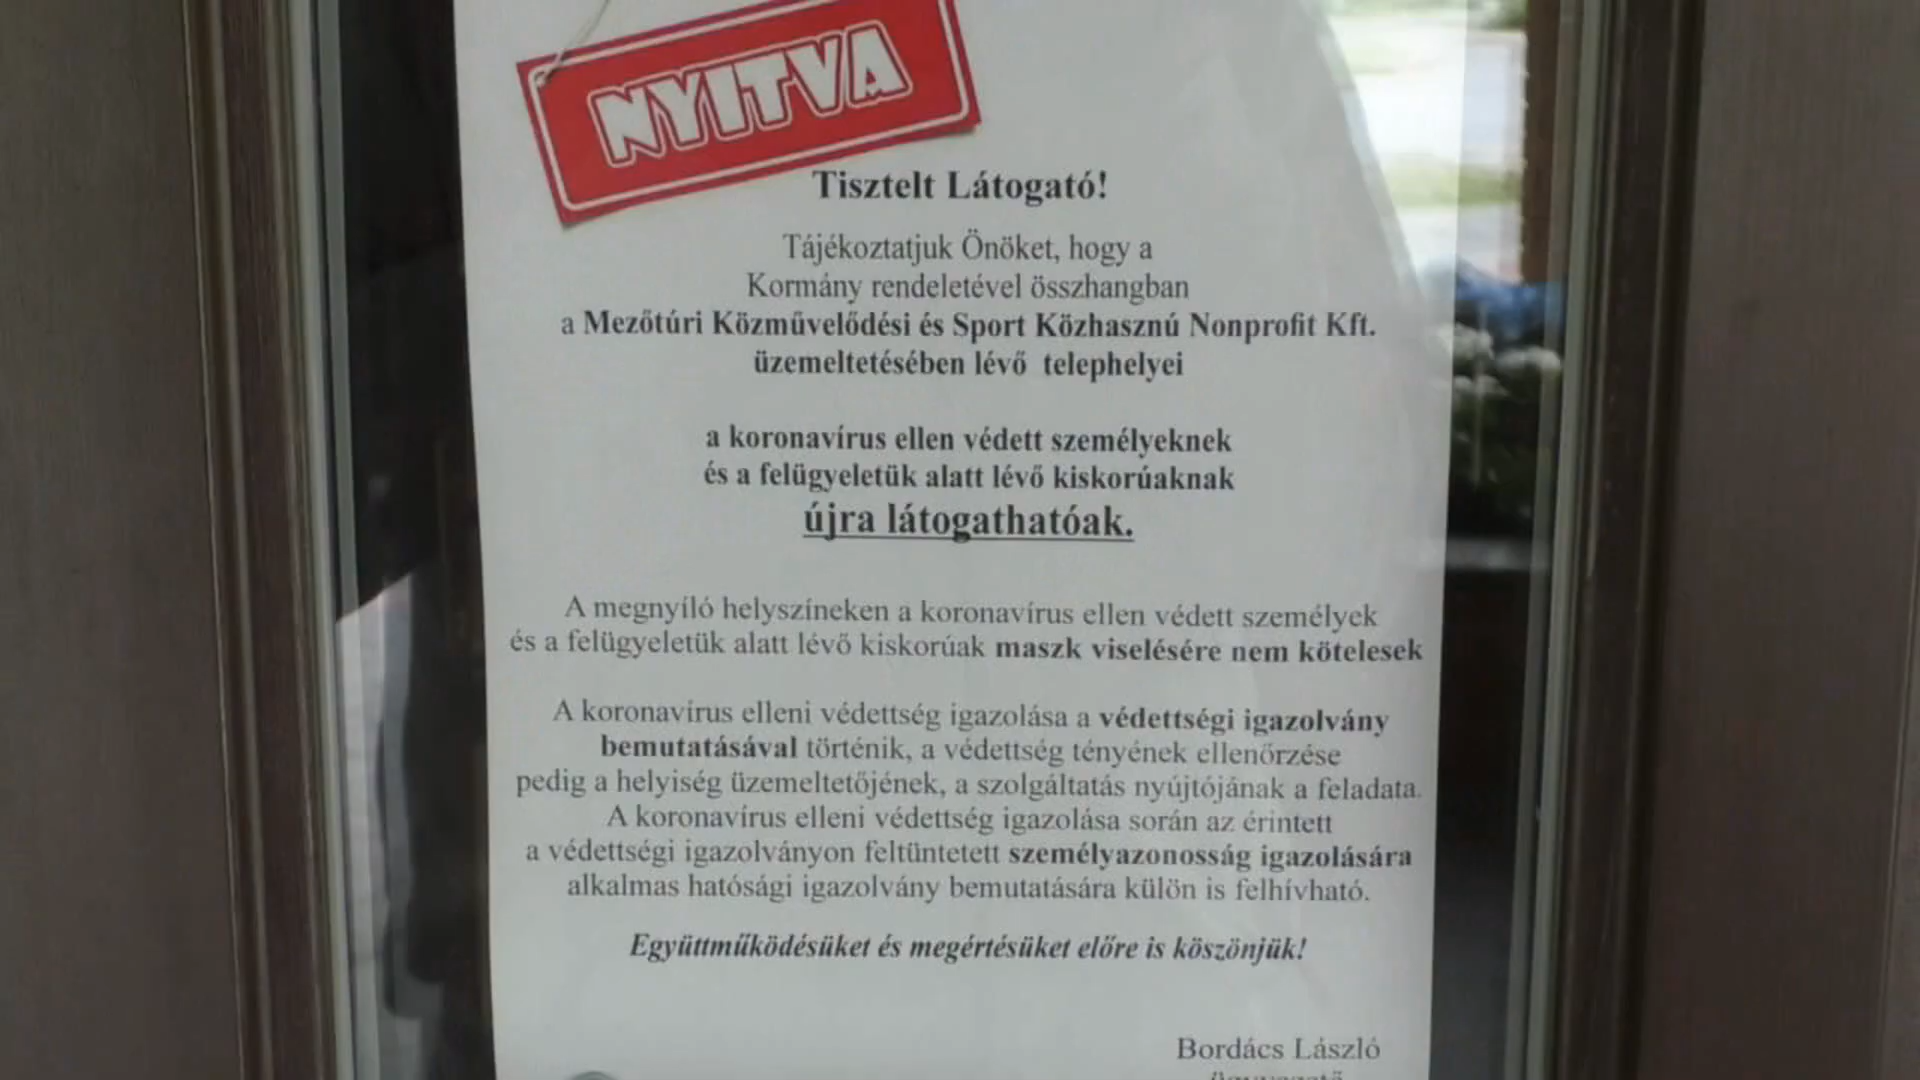 NYITVA
Tisztelt Látogató!
Tájékoztatjuk Önöket, hogy a
Kormány rendeletével összhangban
a Mezőtúri Közművelődési és Sport Közhasznú Nonprofit Kft.
üzemeltetésében lévő telephelyei
a koronavírus ellen védett személyeknek
és a felügyeletük alatt lévő kiskorúaknak
újra látogathatóak.
A megnyíló helyszíneken a koronavírus ellen védett személyek
és a felügyeletük alatt lévő kiskorúak maszk viselésére nem kötelesek
A koronavírus elleni védettség igazolása a védettségi igazolvány
bemutatásával történik, a védettség tényének ellenőrzése
pedig a helyiség üzemeltetőjének, a szolgáltatás nyújtójának a feladata.
A koronavírus elleni védettség igazolása során az érintett
a védettségi igazolványon feltüntetett személyazonosság igazolására
alkalmas hatósági igazolvány bemutatására külön is felhívható.
Együttműködésüket és megértésüket előre is köszönjük!
Bordács László